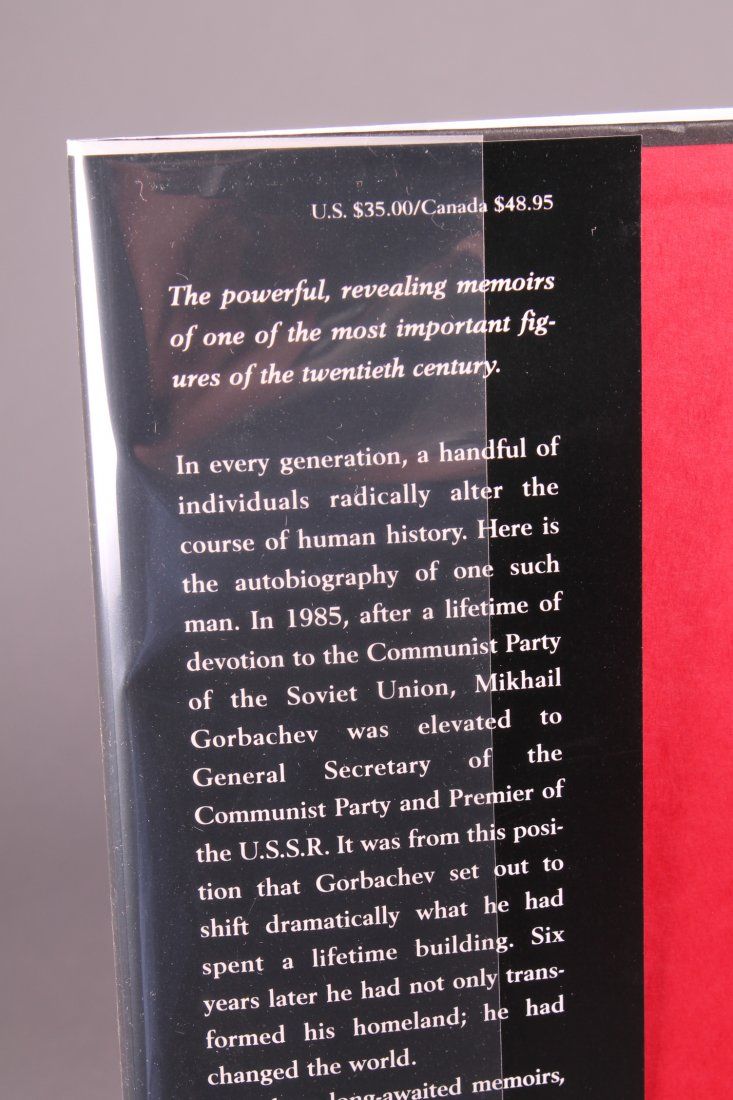 U.S. $35.00/Canada $48.95
The powerful, revealing memoirs
of one of the most important fig-
ures of the twentieth century.
In every generation, a handful of
individuals radically alter the
course of human history. Here is
the autobiography of one such
man. In 1985, after a lifetime of
devotion to the Communist Party
of the Soviet Union, Mikhail
Gorbachev was elevated to
General Secretary of the
Communist Party and Premier of
the U.S.S.R. It was from this posi-
tion that Gorbachev set out to
shift dramatically what he had
spent a lifetime building. Six
years later he had not only trans-
formed his homeland; he had
changed the world.
long-awaited memoirs,